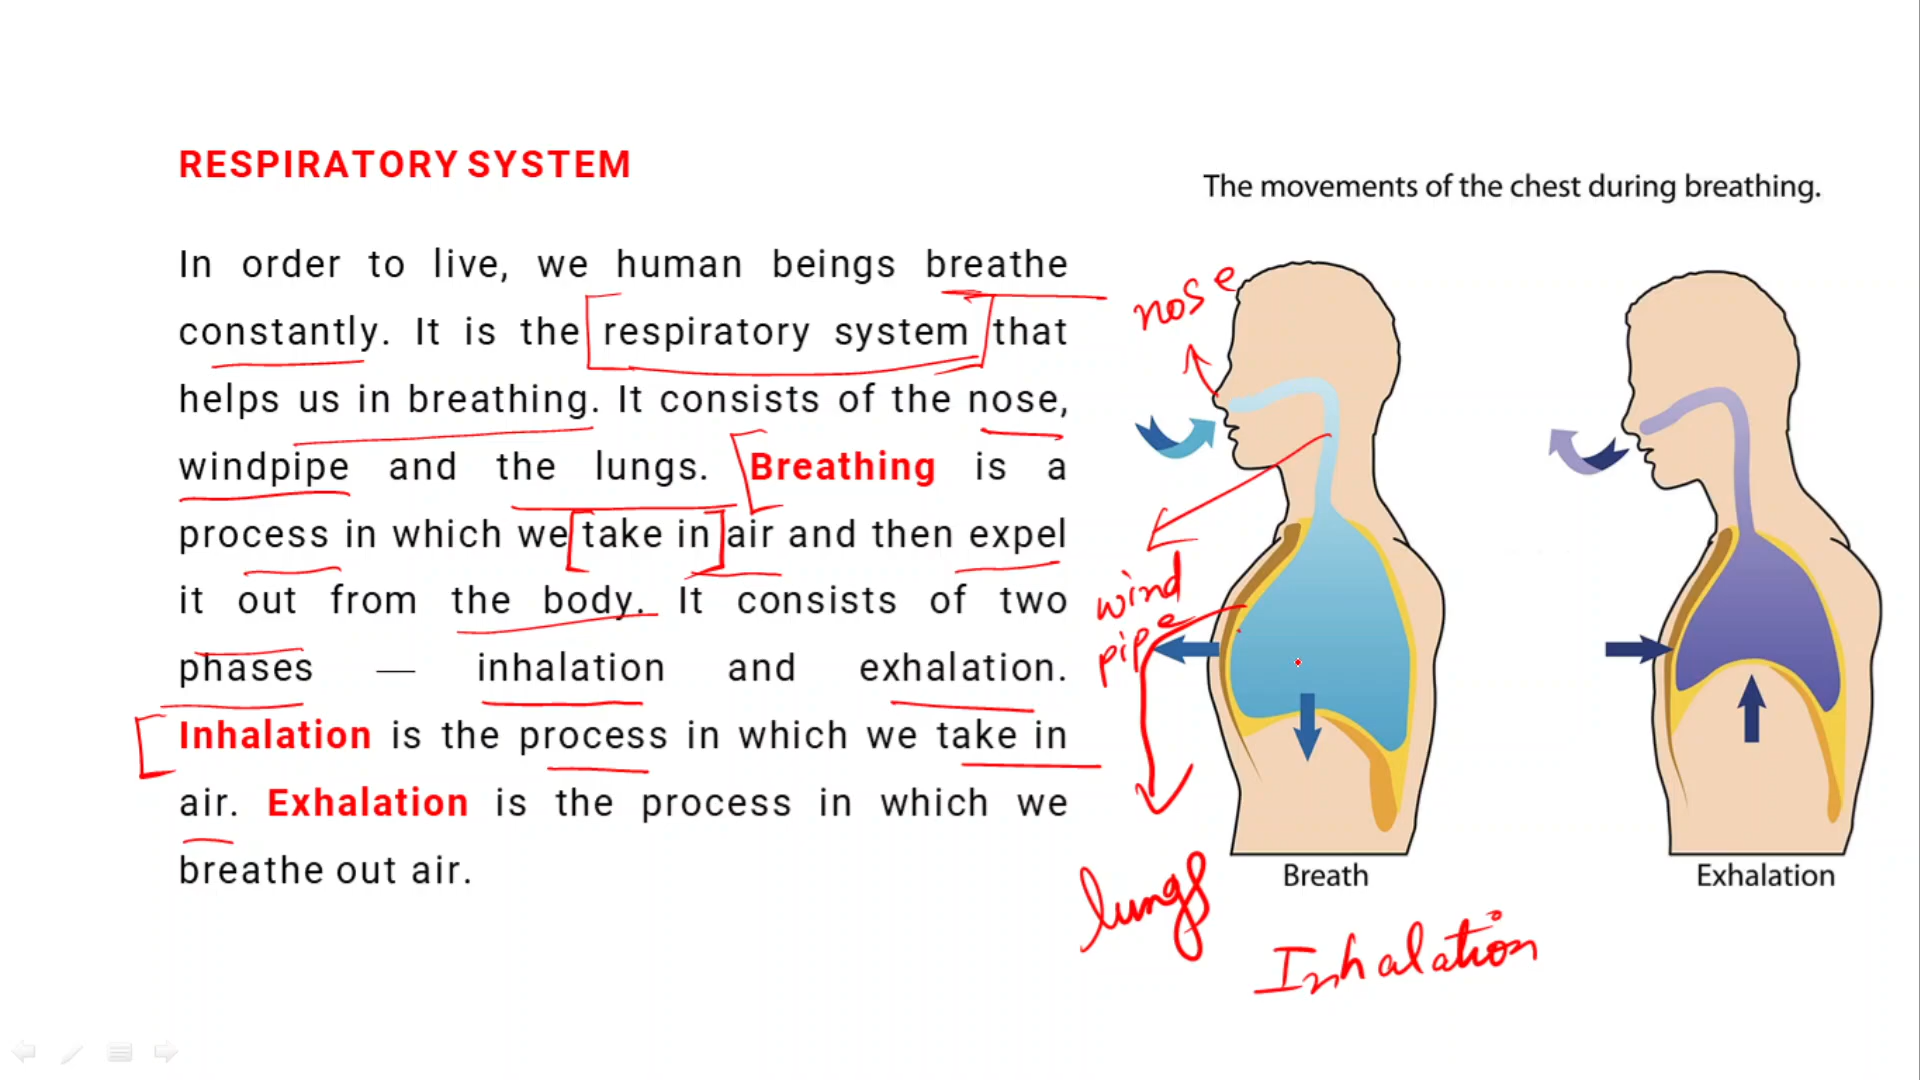 RESPIRATORY SYSTEM
In order to live, we human beings breathe
constantly. It is the respiratory system that
helps us in breathing. It consists of the nose,
windpipe and the lungs. Breathing is a
process in which we take in air and then expel
it out from the body. It consists of two
phases — inhalation and exhalation.
Inhalation is the process in which we take in
air. Exhalation is the process in which we
breathe out air.
The movements of the chest during breathing.
nose
wind
pipe
lungs
Breath
Exhalation
Inhalation